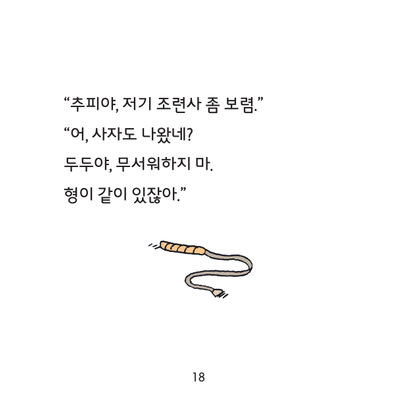 “추피야, 저기 조련사 좀 보렴.”
“어, 사자도 나왔네?
두두야, 무서워하지 마.
형이 같이 있잖아.”
18